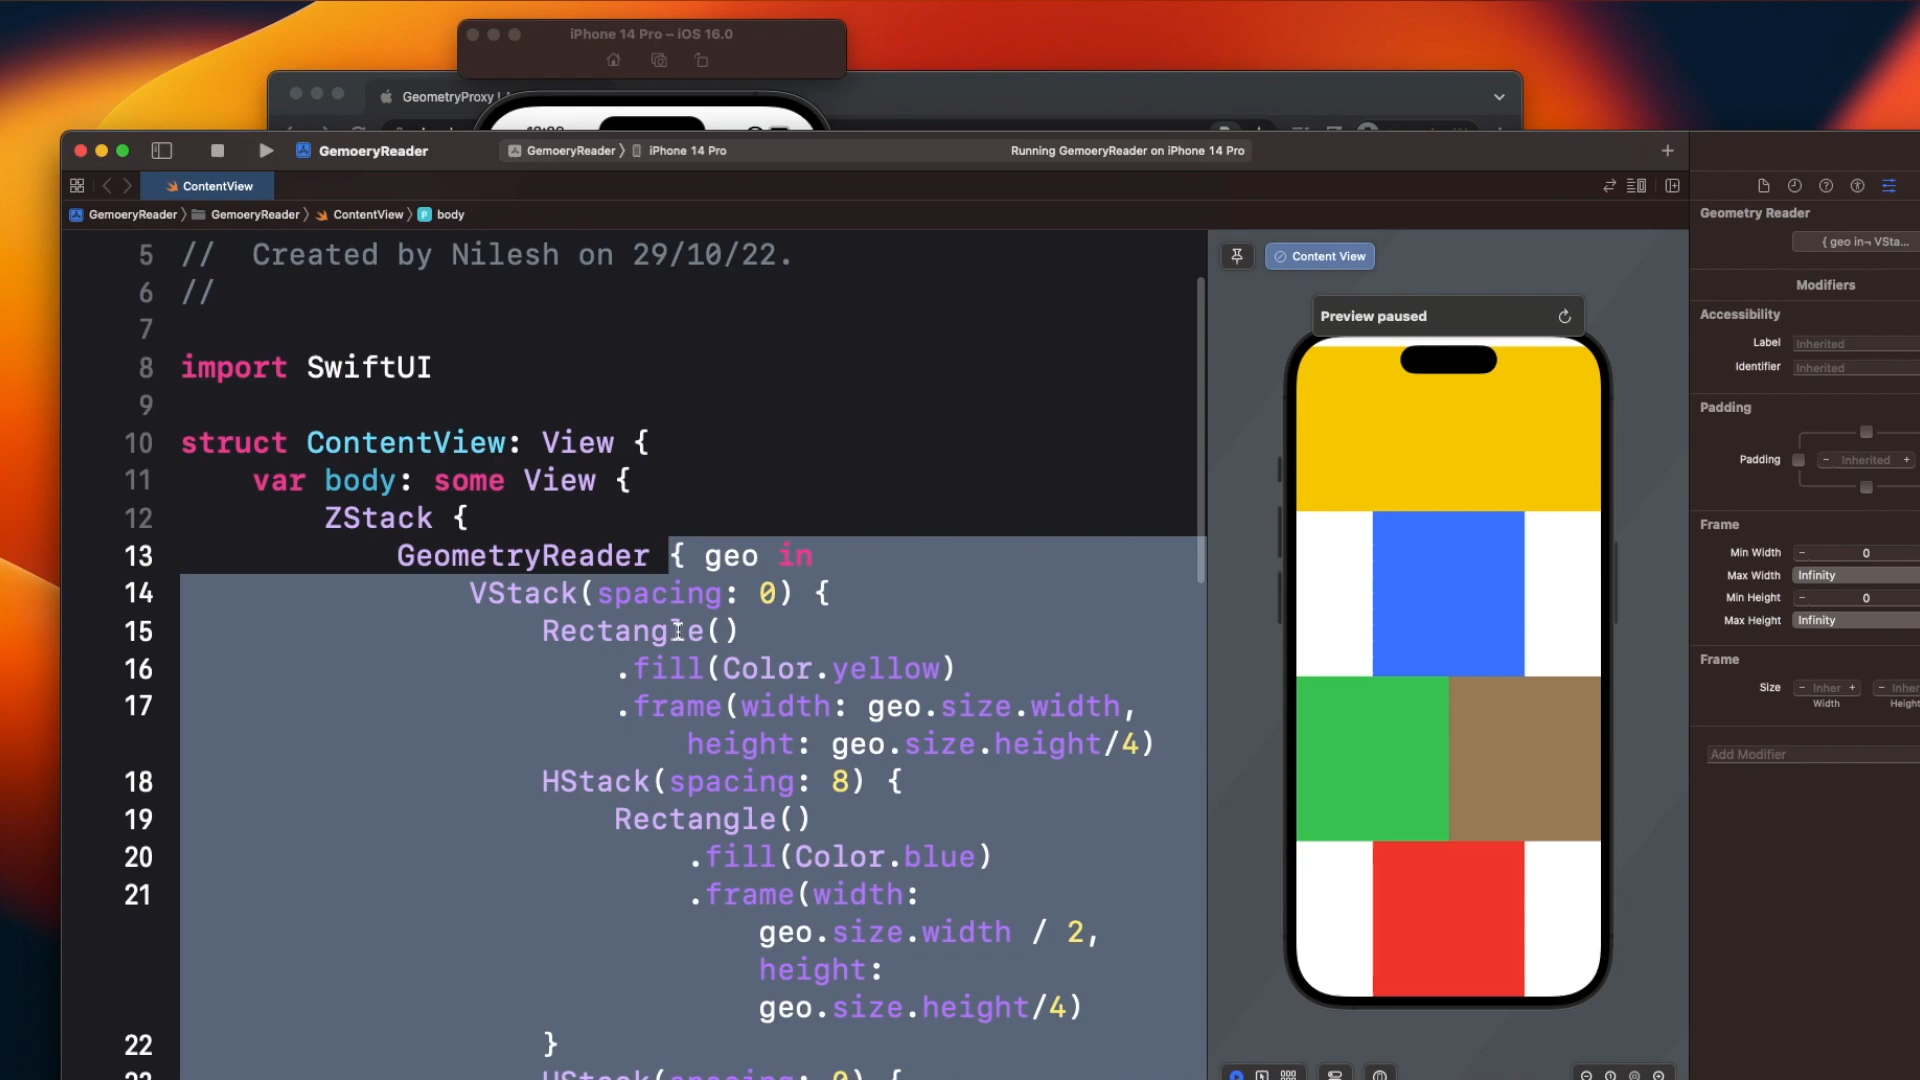 iPhone 14 Pro – iOS 16.0
GeometryProxy
GemoeryReader
GemoeryReader 〉 iPhone 14 Pro
Running GemoeryReader on iPhone 14 Pro
ContentView
GemoeryReader 〉 GemoeryReader 〉 ContentView 〉 body
5 //  Created by Nilesh on 29/10/22.
6 //
7
8 import SwiftUI
9
10 struct ContentView: View {
11     var body: some View {
12         ZStack {
13             GeometryReader { geo in
14                 VStack(spacing: 0) {
15                     Rectangle()
16                         .fill(Color.yellow)
17                         .frame(width: geo.size.width,
height: geo.size.height/4)
18                     HStack(spacing: 8) {
19                         Rectangle()
20                             .fill(Color.blue)
21                             .frame(width:
geo.size.width / 2,
height:
geo.size.height/4)
22                     }
Content View
Preview paused
Geometry Reader
{ geo in¬ VSta...
Modifiers
Accessibility
Label Inherited
Identifier Inherited
Padding
Padding - Inherited +
Frame
Min Width - 0
Max Width Infinity
Min Height - 0
Max Height Infinity
Frame
Size - Inher + - Inher
Width Height
Add Modifier